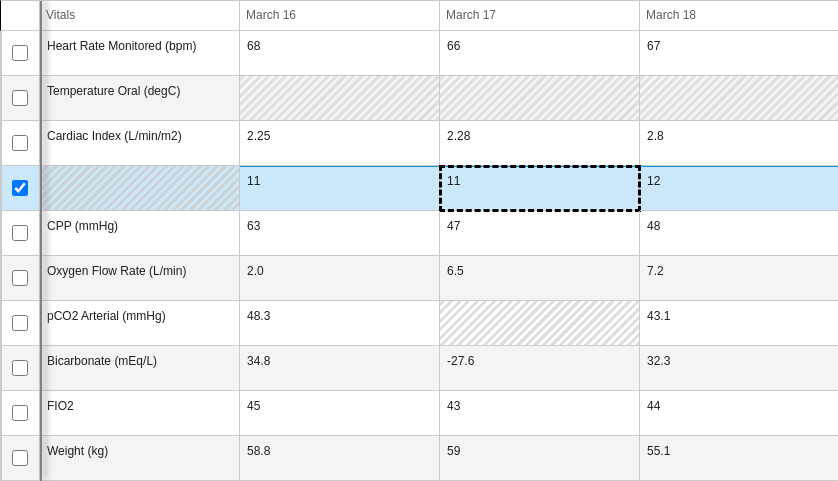 Vitals March 16 March 17 March 18
Heart Rate Monitored (bpm) 68 66 67
Temperature Oral (degC)
Cardiac Index (L/min/m2) 2.25 2.28 2.8
11 11 12
CPP (mmHg) 63 47 48
Oxygen Flow Rate (L/min) 2.0 6.5 7.2
pCO2 Arterial (mmHg) 48.3 43.1
Bicarbonate (mEq/L) 34.8 -27.6 32.3
FIO2 45 43 44
Weight (kg) 58.8 59 55.1